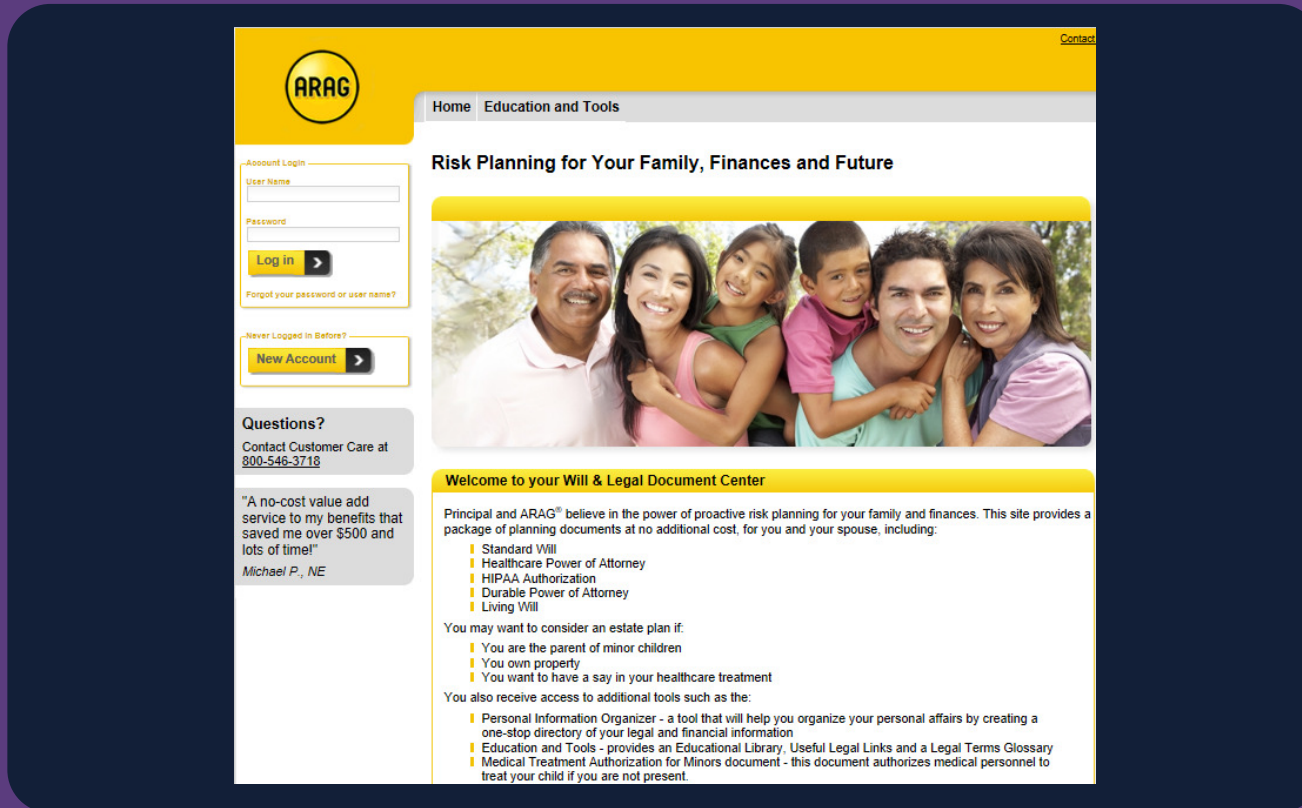 Contact
ARAG
Home Education and Tools
Account Login
User Name
Password
Log in
Forgot your password or user name?
Never Logged In Before?
New Account
Questions?
Contact Customer Care at
800-546-3718
"A no-cost value add
service to my benefits that
saved me over $500 and
lots of time!"
Michael P., NE
Risk Planning for Your Family, Finances and Future
Welcome to your Will & Legal Document Center
Principal and ARAG® believe in the power of proactive risk planning for your family and finances. This site provides a
package of planning documents at no additional cost, for you and your spouse, including:
Standard Will
Healthcare Power of Attorney
HIPAA Authorization
Durable Power of Attorney
Living Will
You may want to consider an estate plan if:
You are the parent of minor children
You own property
You want to have a say in your healthcare treatment
You also receive access to additional tools such as the:
Personal Information Organizer - a tool that will help you organize your personal affairs by creating a
one-stop directory of your legal and financial information
Education and Tools - provides an Educational Library, Useful Legal Links and a Legal Terms Glossary
Medical Treatment Authorization for Minors document - this document authorizes medical personnel to
treat your child if you are not present.